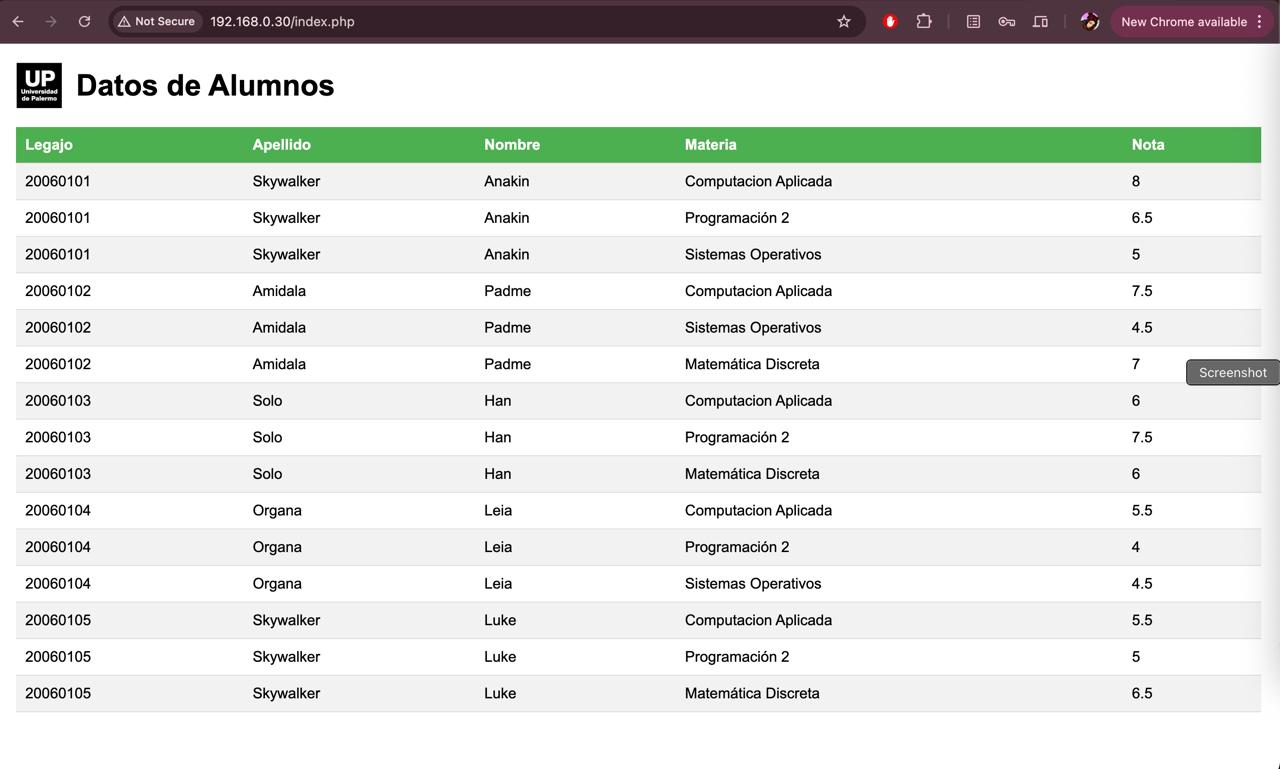 Not Secure 192.168.0.30/index.php New Chrome available
UP
Universidad
de Palermo
Datos de Alumnos
Legajo Apellido Nombre Materia Nota
20060101 Skywalker Anakin Computacion Aplicada 8
20060101 Skywalker Anakin Programación 2 6.5
20060101 Skywalker Anakin Sistemas Operativos 5
20060102 Amidala Padme Computacion Aplicada 7.5
20060102 Amidala Padme Sistemas Operativos 4.5
20060102 Amidala Padme Matemática Discreta 7
Screenshot
20060103 Solo Han Computacion Aplicada 6
20060103 Solo Han Programación 2 7.5
20060103 Solo Han Matemática Discreta 6
20060104 Organa Leia Computacion Aplicada 5.5
20060104 Organa Leia Programación 2 4
20060104 Organa Leia Sistemas Operativos 4.5
20060105 Skywalker Luke Computacion Aplicada 5.5
20060105 Skywalker Luke Programación 2 5
20060105 Skywalker Luke Matemática Discreta 6.5